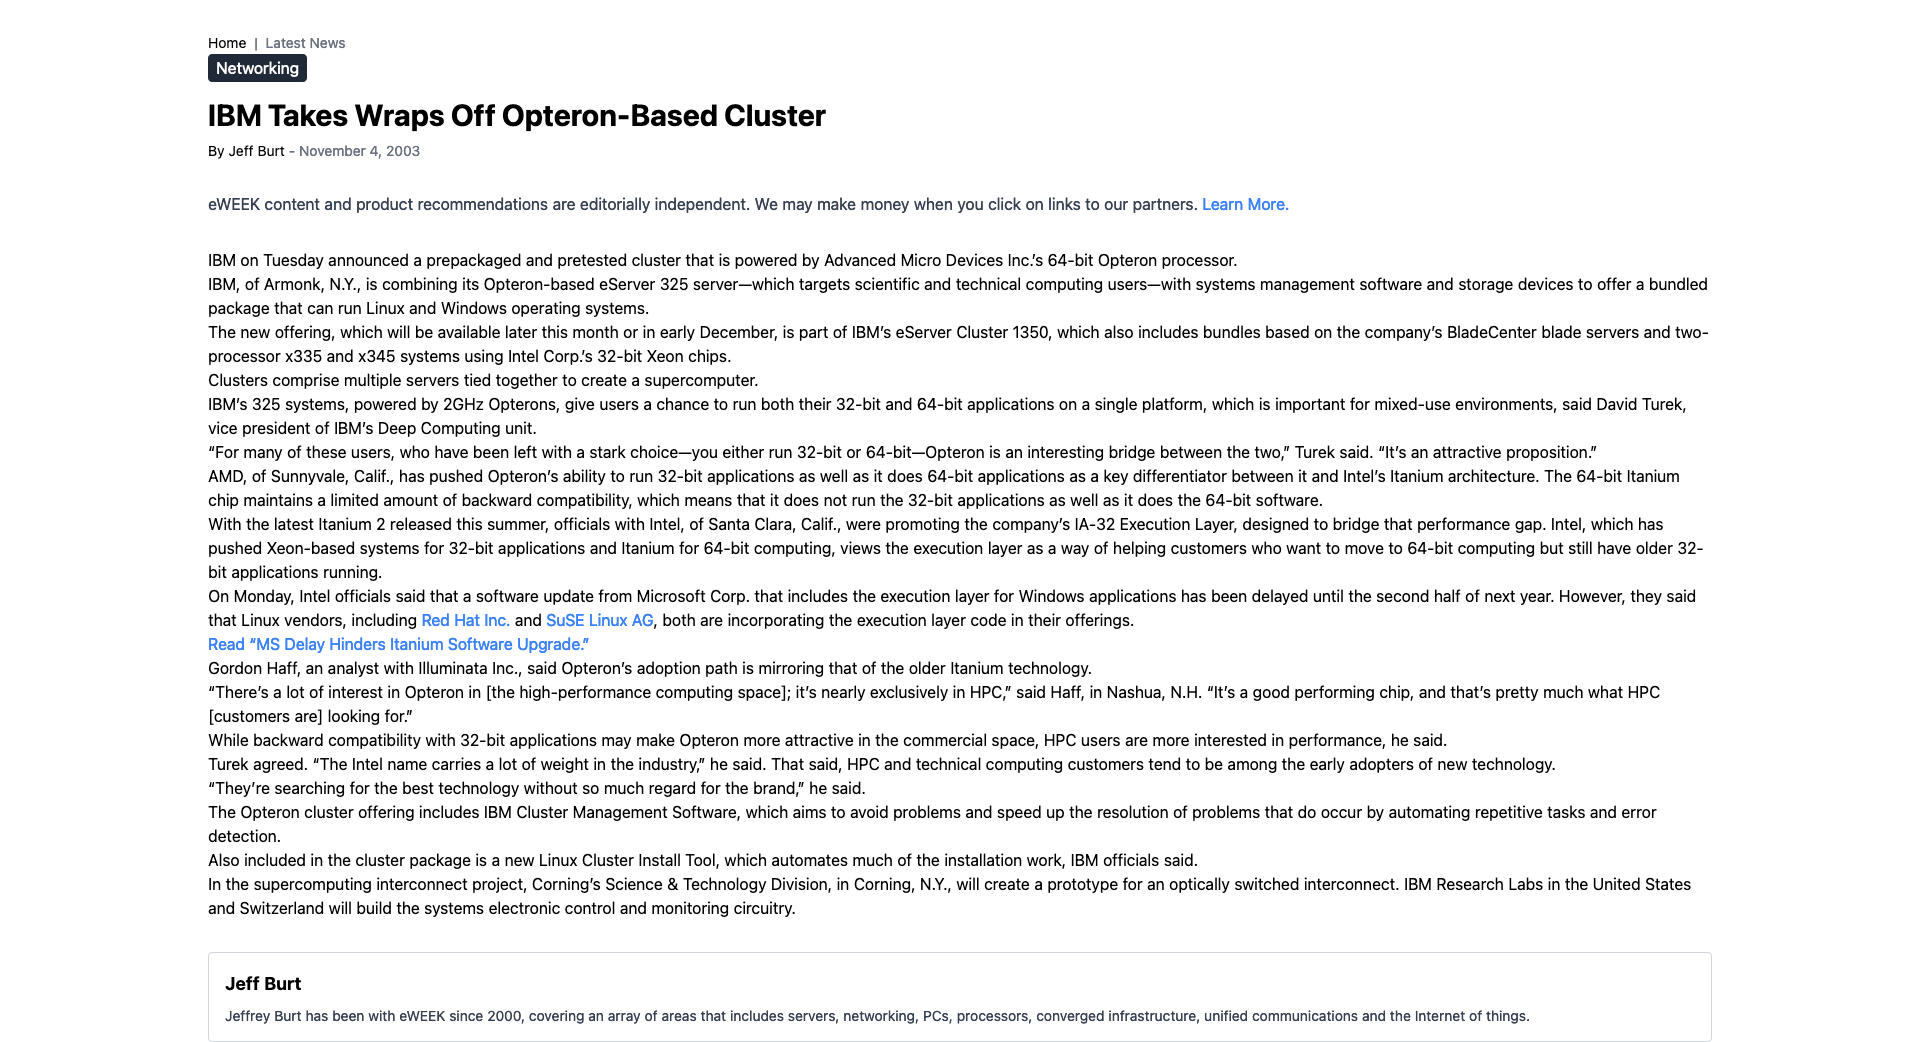 Home | Latest News
Networking
IBM Takes Wraps Off Opteron-Based Cluster
By Jeff Burt - November 4, 2003
eWEEK content and product recommendations are editorially independent. We may make money when you click on links to our partners. Learn More.
IBM on Tuesday announced a prepackaged and pretested cluster that is powered by Advanced Micro Devices Inc.’s 64-bit Opteron processor.
IBM, of Armonk, N.Y., is combining its Opteron-based eServer 325 server—which targets scientific and technical computing users—with systems management software and storage devices to offer a bundled
package that can run Linux and Windows operating systems.
The new offering, which will be available later this month or in early December, is part of IBM’s eServer Cluster 1350, which also includes bundles based on the company’s BladeCenter blade servers and two-
processor x335 and x345 systems using Intel Corp.’s 32-bit Xeon chips.
Clusters comprise multiple servers tied together to create a supercomputer.
IBM’s 325 systems, powered by 2GHz Opterons, give users a chance to run both their 32-bit and 64-bit applications on a single platform, which is important for mixed-use environments, said David Turek,
vice president of IBM’s Deep Computing unit.
“For many of these users, who have been left with a stark choice—you either run 32-bit or 64-bit—Opteron is an interesting bridge between the two,” Turek said. “It’s an attractive proposition.”
AMD, of Sunnyvale, Calif., has pushed Opteron’s ability to run 32-bit applications as well as it does 64-bit applications as a key differentiator between it and Intel’s Itanium architecture. The 64-bit Itanium
chip maintains a limited amount of backward compatibility, which means that it does not run the 32-bit applications as well as it does the 64-bit software.
With the latest Itanium 2 released this summer, officials with Intel, of Santa Clara, Calif., were promoting the company’s IA-32 Execution Layer, designed to bridge that performance gap. Intel, which has
pushed Xeon-based systems for 32-bit applications and Itanium for 64-bit computing, views the execution layer as a way of helping customers who want to move to 64-bit computing but still have older 32-
bit applications running.
On Monday, Intel officials said that a software update from Microsoft Corp. that includes the execution layer for Windows applications has been delayed until the second half of next year. However, they said
that Linux vendors, including Red Hat Inc. and SuSE Linux AG, both are incorporating the execution layer code in their offerings.
Read “MS Delay Hinders Itanium Software Upgrade.”
Gordon Haff, an analyst with Illuminata Inc., said Opteron’s adoption path is mirroring that of the older Itanium technology.
“There’s a lot of interest in Opteron in [the high-performance computing space]; it’s nearly exclusively in HPC,” said Haff, in Nashua, N.H. “It’s a good performing chip, and that’s pretty much what HPC
[customers are] looking for.”
While backward compatibility with 32-bit applications may make Opteron more attractive in the commercial space, HPC users are more interested in performance, he said.
Turek agreed. “The Intel name carries a lot of weight in the industry,” he said. That said, HPC and technical computing customers tend to be among the early adopters of new technology.
“They’re searching for the best technology without so much regard for the brand,” he said.
The Opteron cluster offering includes IBM Cluster Management Software, which aims to avoid problems and speed up the resolution of problems that do occur by automating repetitive tasks and error
detection.
Also included in the cluster package is a new Linux Cluster Install Tool, which automates much of the installation work, IBM officials said.
In the supercomputing interconnect project, Corning’s Science & Technology Division, in Corning, N.Y., will create a prototype for an optically switched interconnect. IBM Research Labs in the United States
and Switzerland will build the systems electronic control and monitoring circuitry.
Jeff Burt
Jeffrey Burt has been with eWEEK since 2000, covering an array of areas that includes servers, networking, PCs, processors, converged infrastructure, unified communications and the Internet of things.